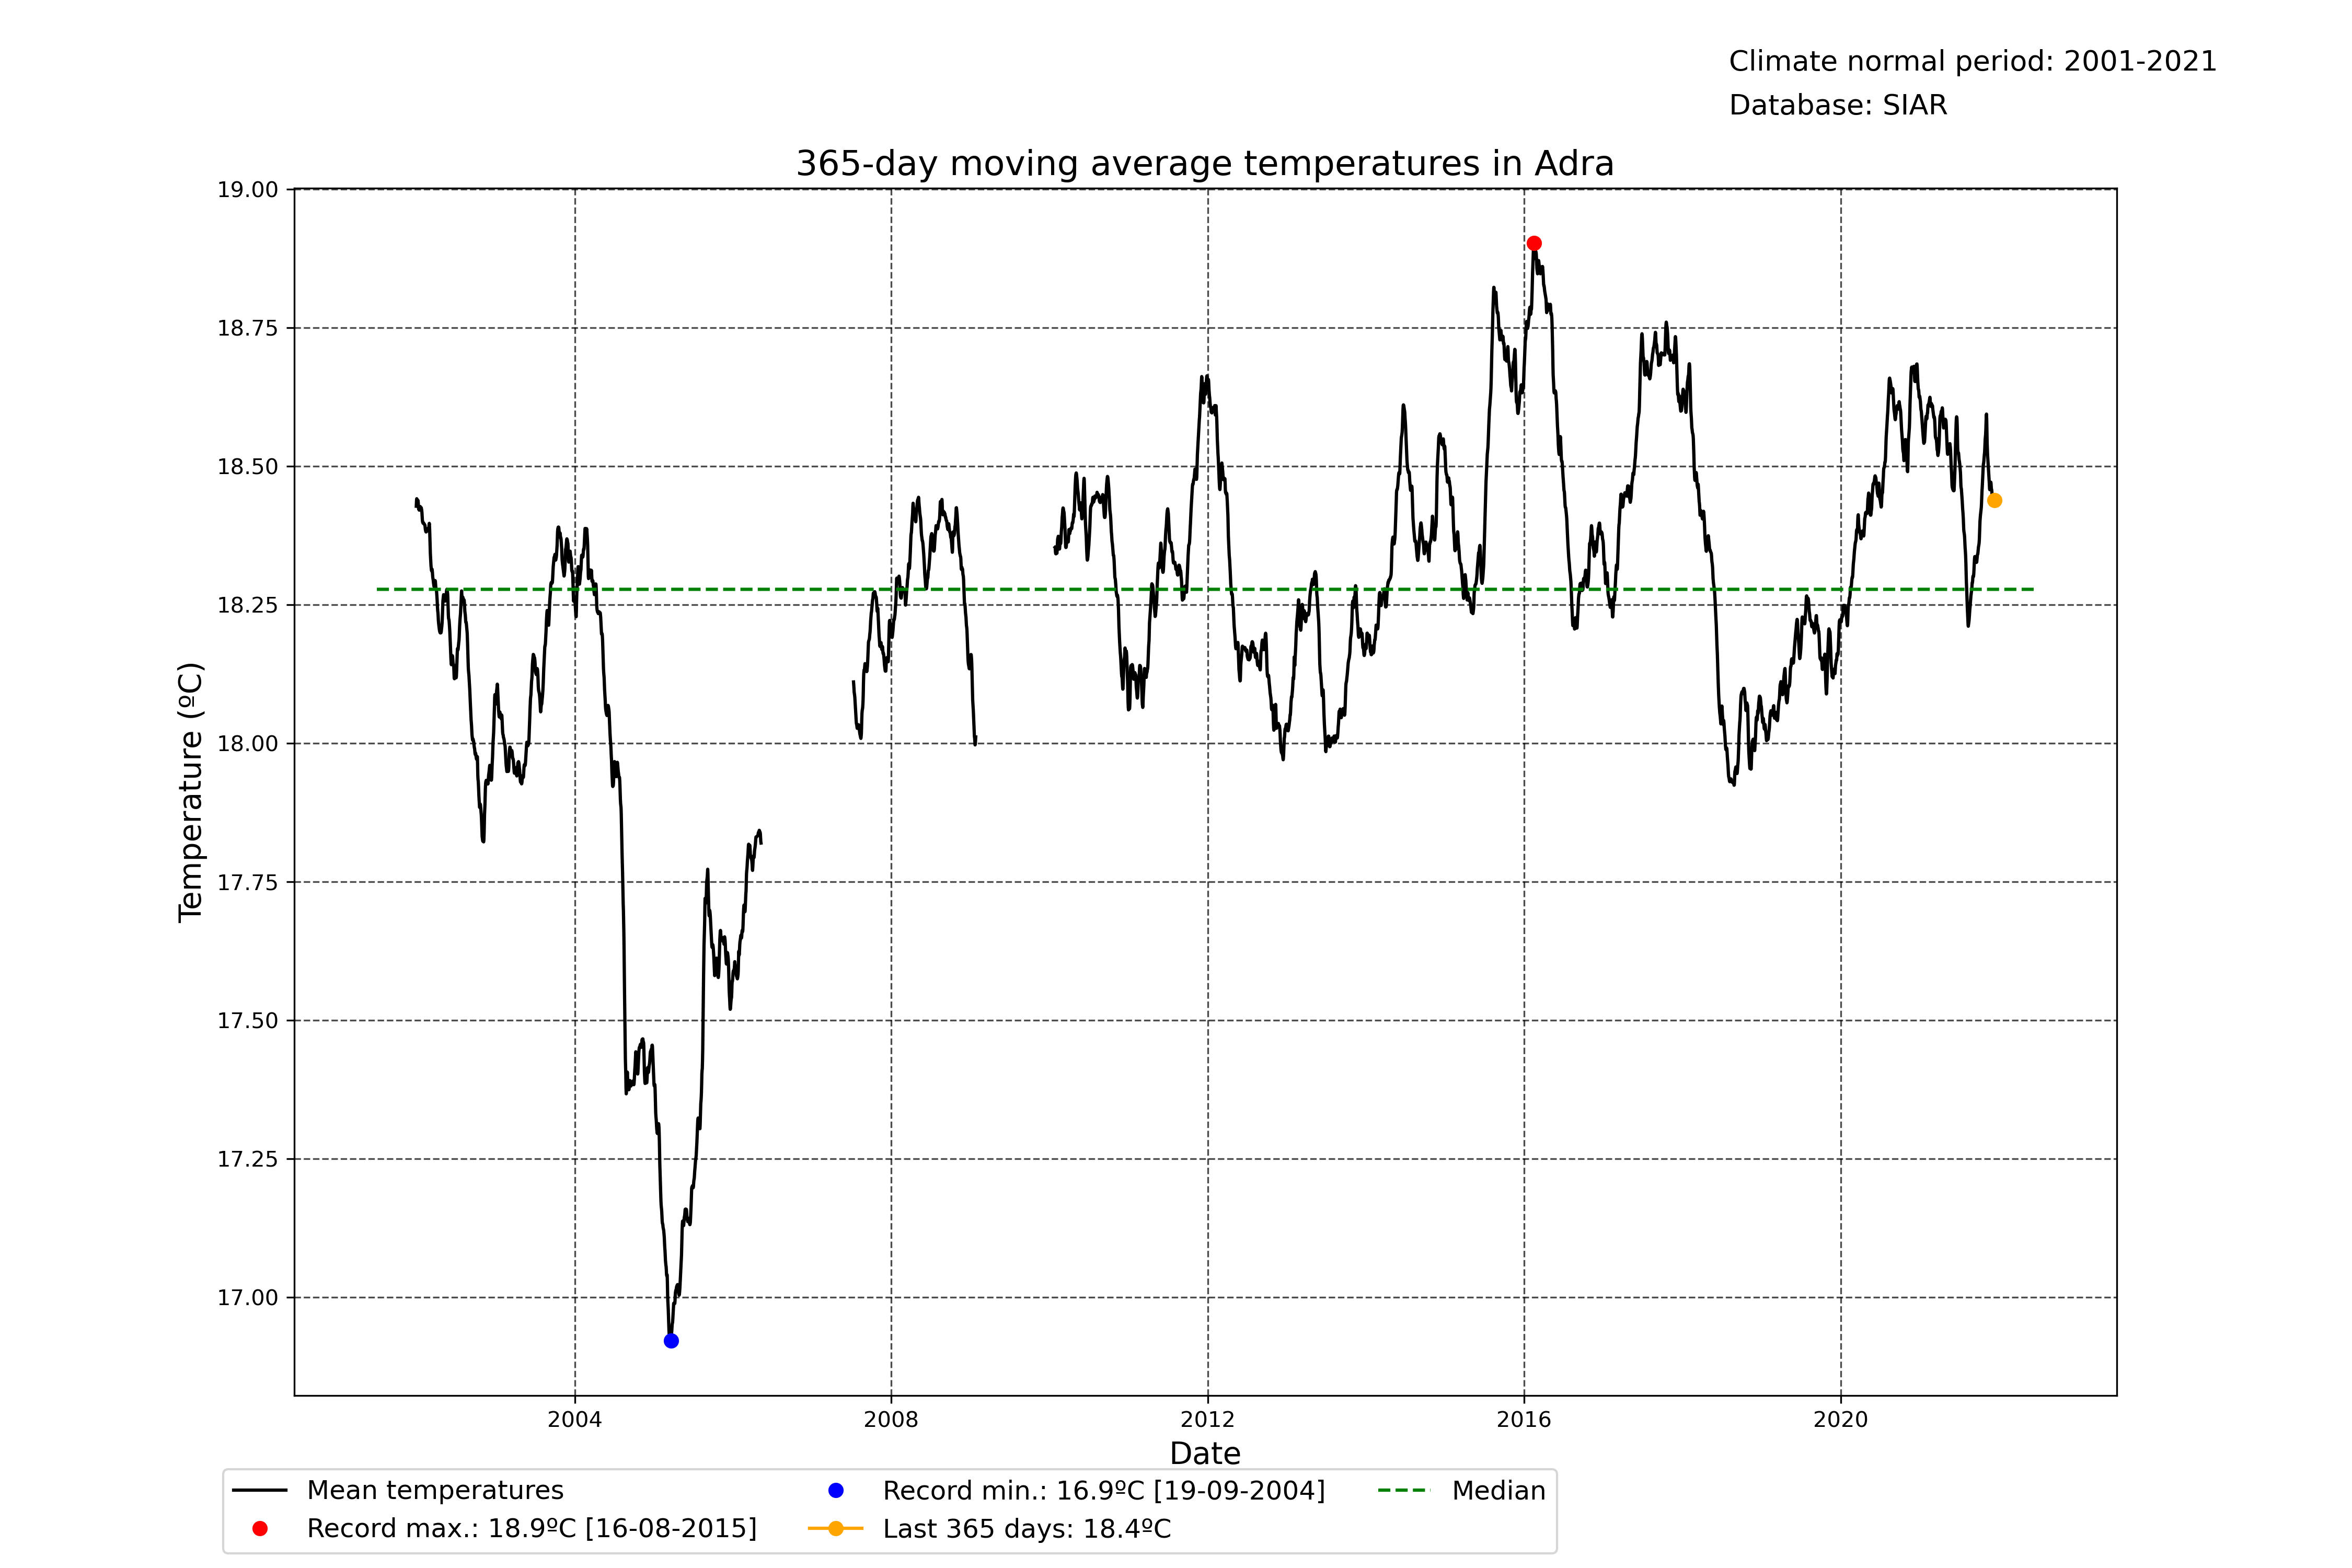 Climate normal period: 2001-2021
Database: SIAR
365-day moving average temperatures in Adra
19.00
18.75
18.50
18.25
18.00
17.75
17.50
17.25
17.00
Temperature (ºC)
2004 2008 2012 2016 2020
Date
Mean temperatures
Record max.: 18.9ºC [16-08-2015]
Record min.: 16.9ºC [19-09-2004]
Last 365 days: 18.4ºC
Median